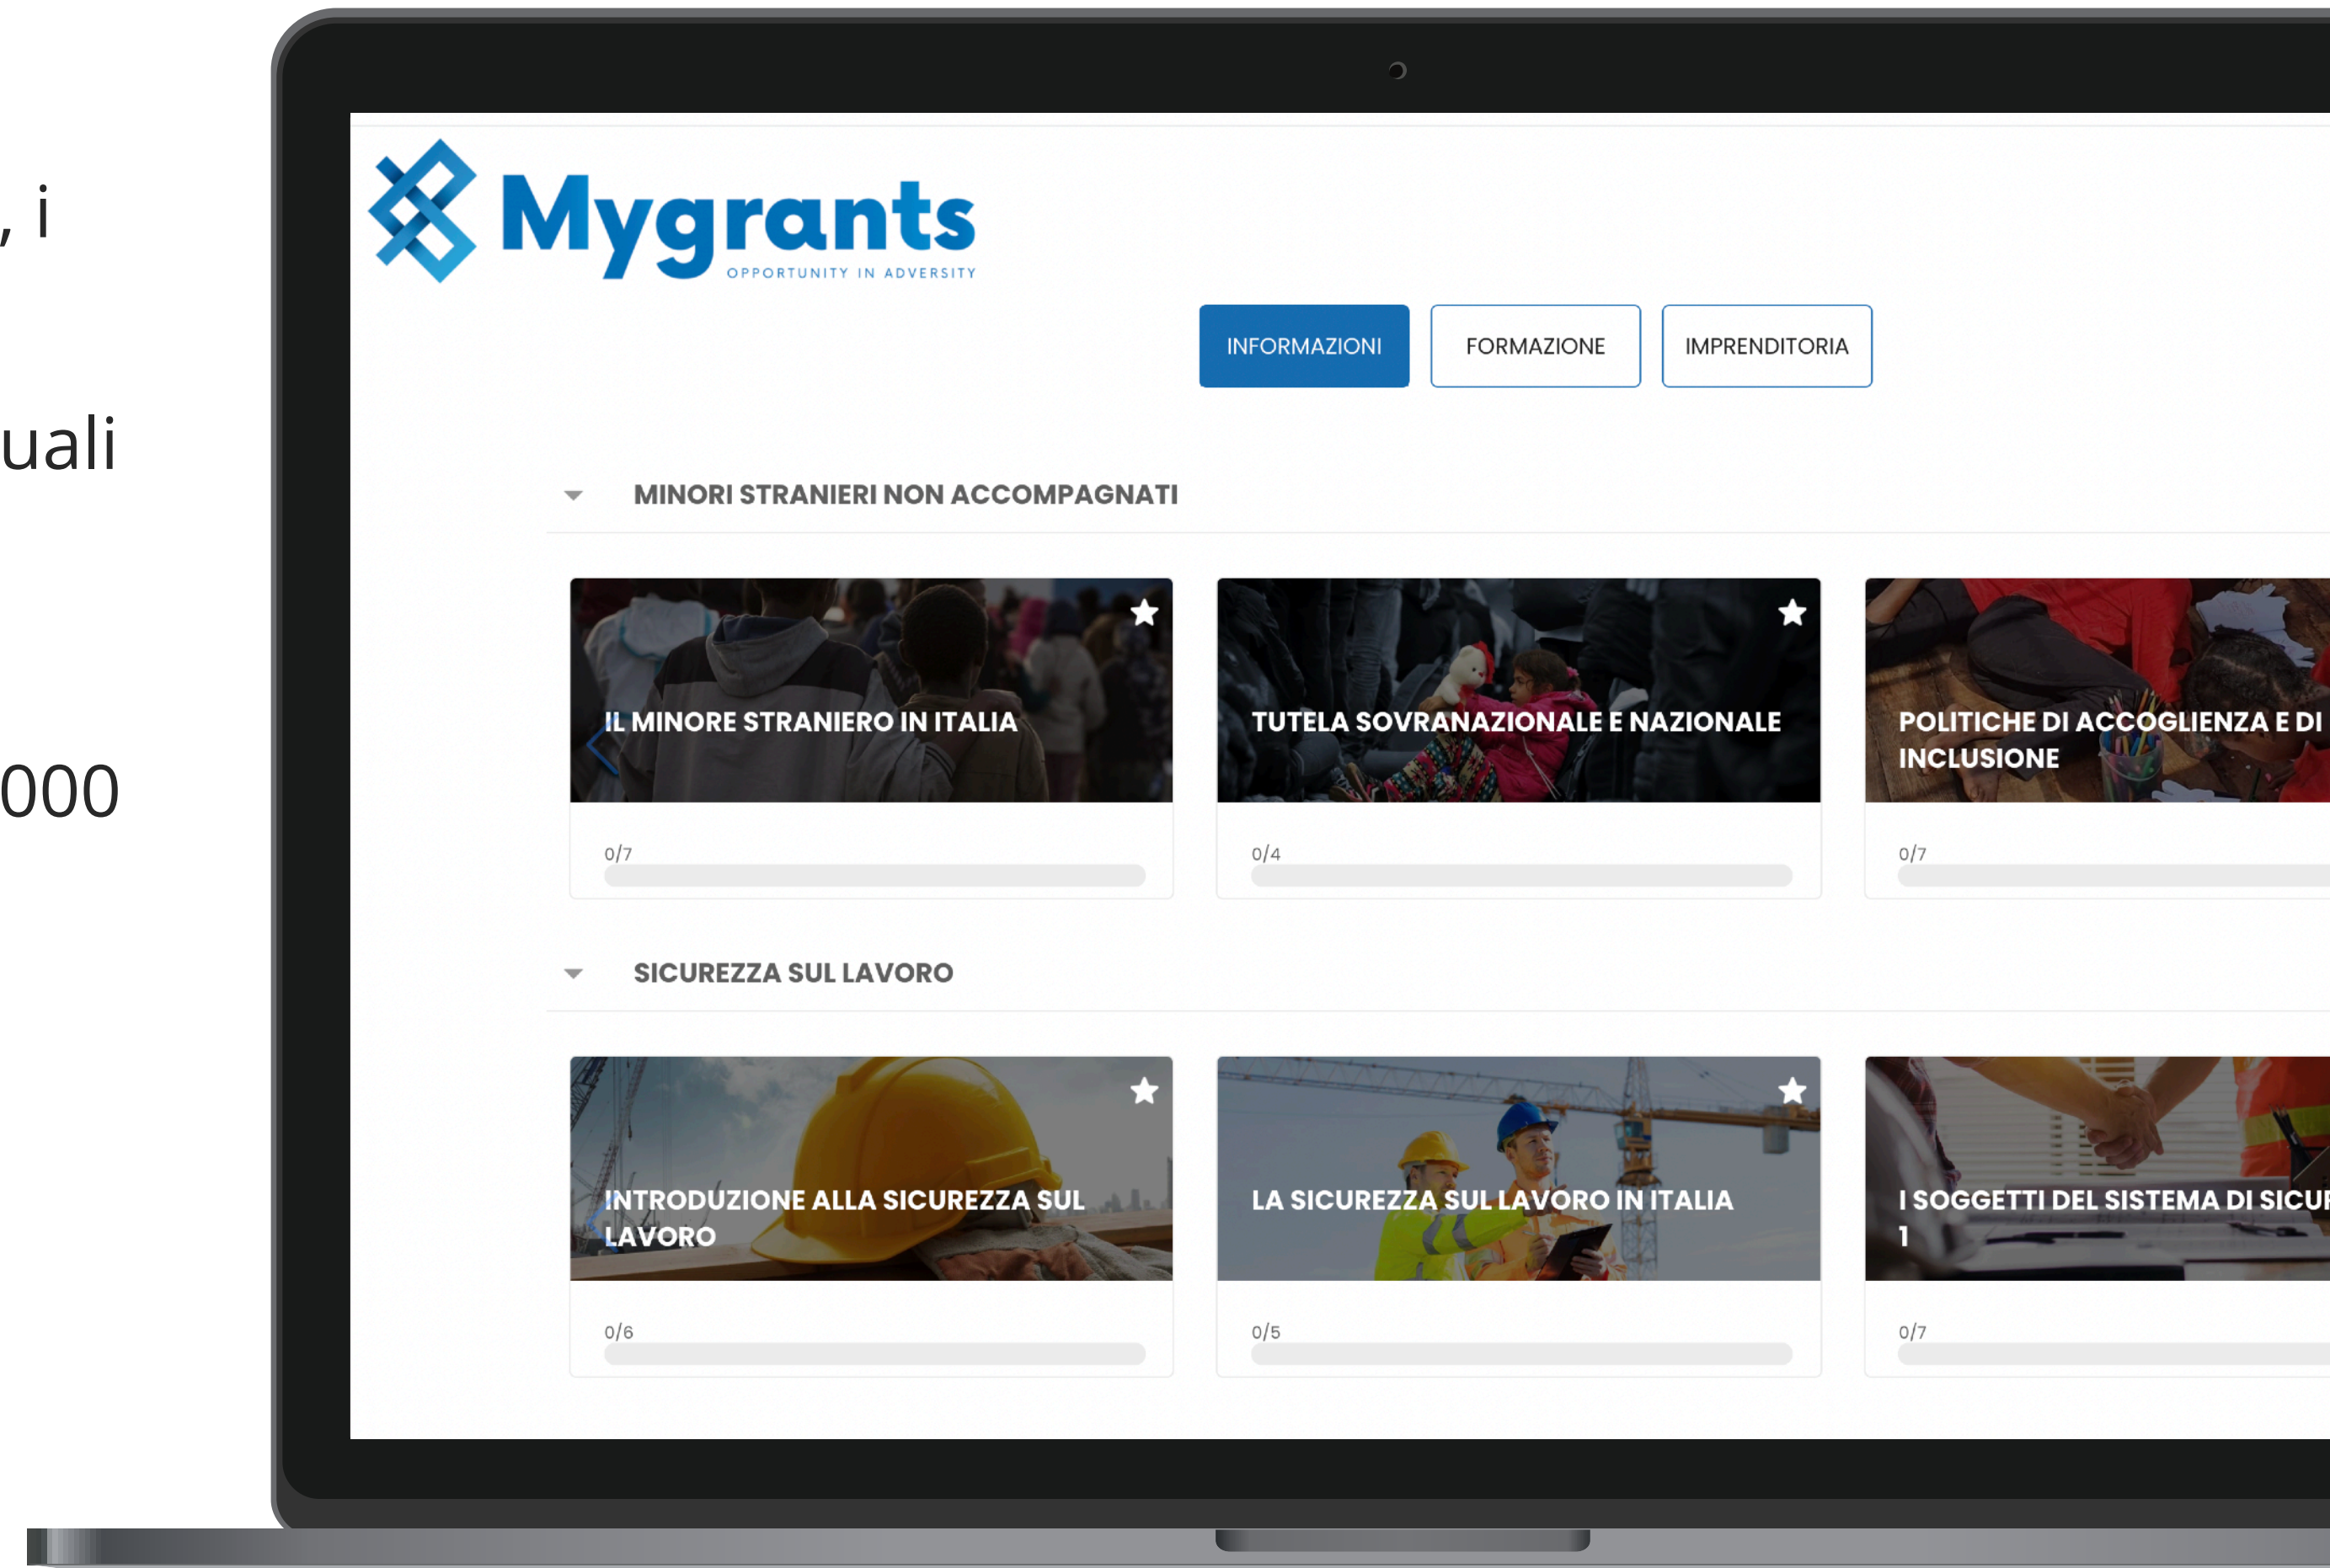 , i
uali
000
Mygrants
OPPORTUNITY IN ADVERSITY
INFORMAZIONI
FORMAZIONE
IMPRENDITORIA
MINORI STRANIERI NON ACCOMPAGNATI
IL MINORE STRANIERO IN ITALIA
0/7
TUTELA SOVRANAZIONALE E NAZIONALE
0/4
POLITICHE DI ACCOGLIENZA E DI
INCLUSIONE
0/7
SICUREZZA SUL LAVORO
INTRODUZIONE ALLA SICUREZZA SUL
LAVORO
0/6
LA SICUREZZA SUL LAVORO IN ITALIA
0/5
I SOGGETTI DEL SISTEMA DI SICU
1
0/7